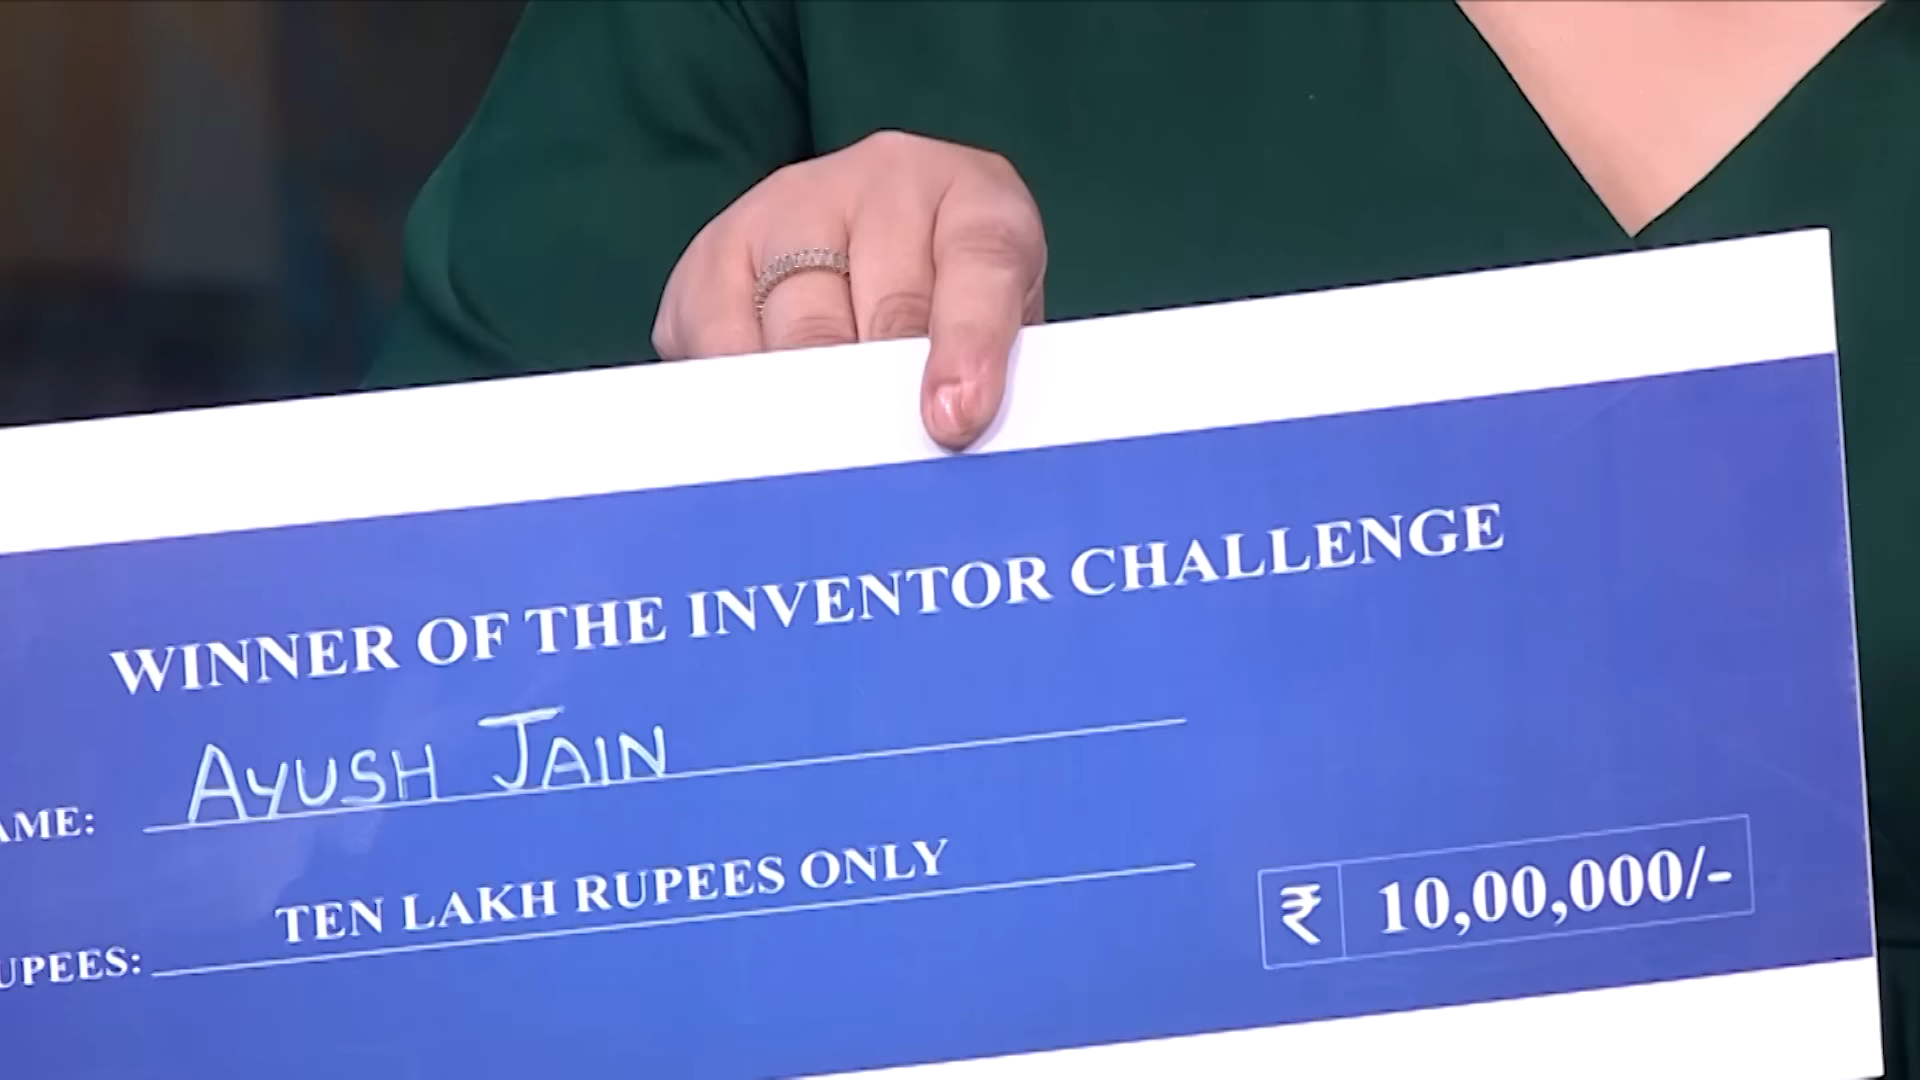 WINNER OF THE INVENTOR CHALLENGE
AME: AYUSH JAIN
UPEES: TEN LAKH RUPEES ONLY
₹ 10,00,000/-